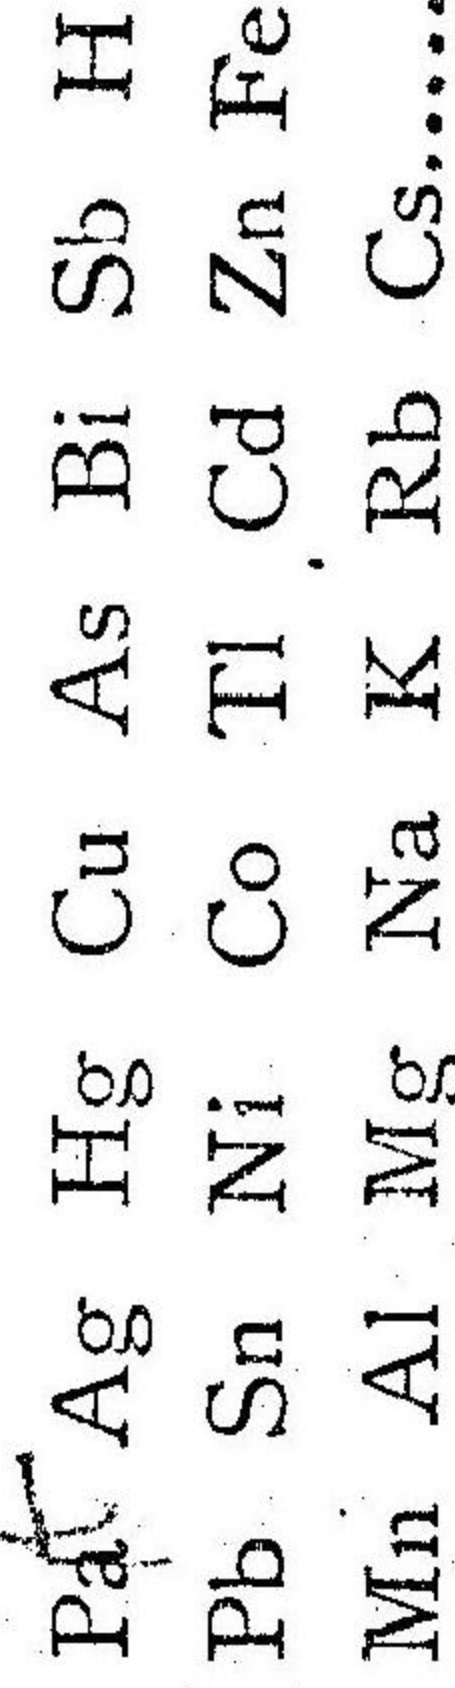 Pa Ag Hg Cu As Bi Sb H
Pb Sn Ni Co Tl Cd Zn Fe
Mn Al Mg Na K Rb Cs.....